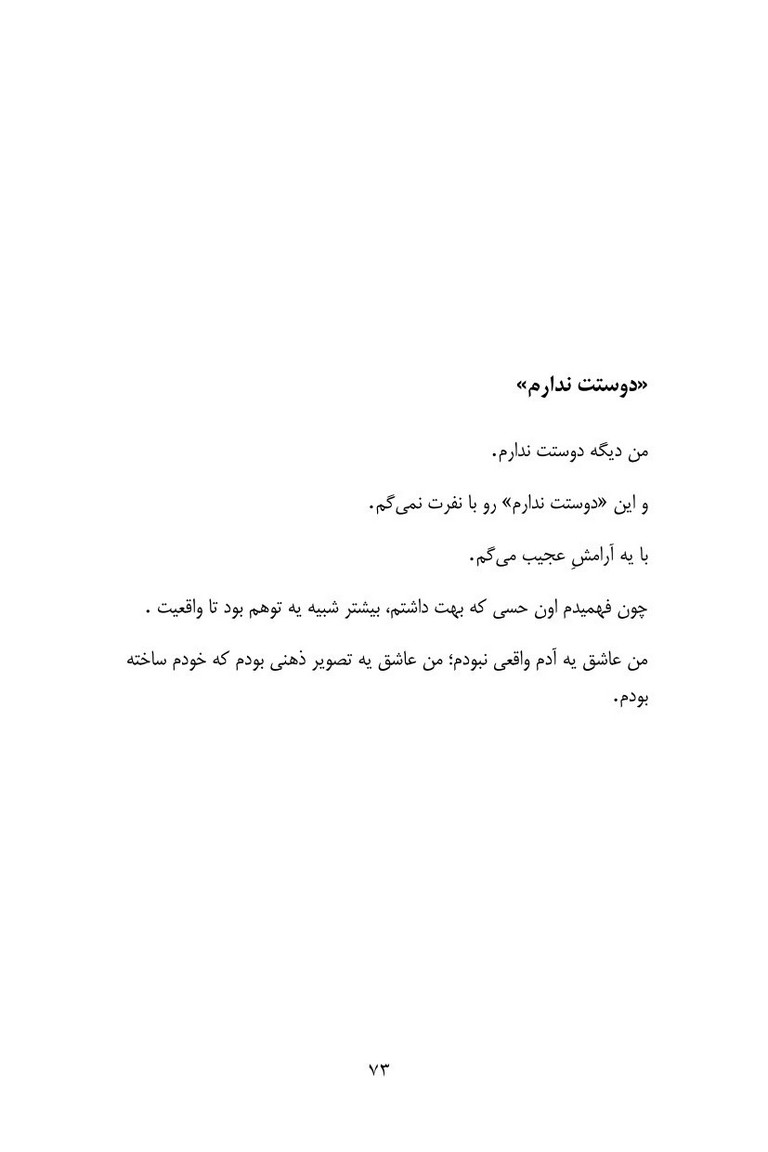 «دوستت ندارم»
من دیگه دوستت ندارم.
و این «دوستت ندارم» رو با نفرت نمی‌گم.
با یه آرامشِ عجیب می‌گم.
چون فهمیدم اون حسی که بهت داشتم، بیشتر شبیه یه توهم بود تا واقعیت .
من عاشق یه آدم واقعی نبودم؛ من عاشق یه تصویر ذهنی بودم که خودم ساخته
بودم.
۷۳